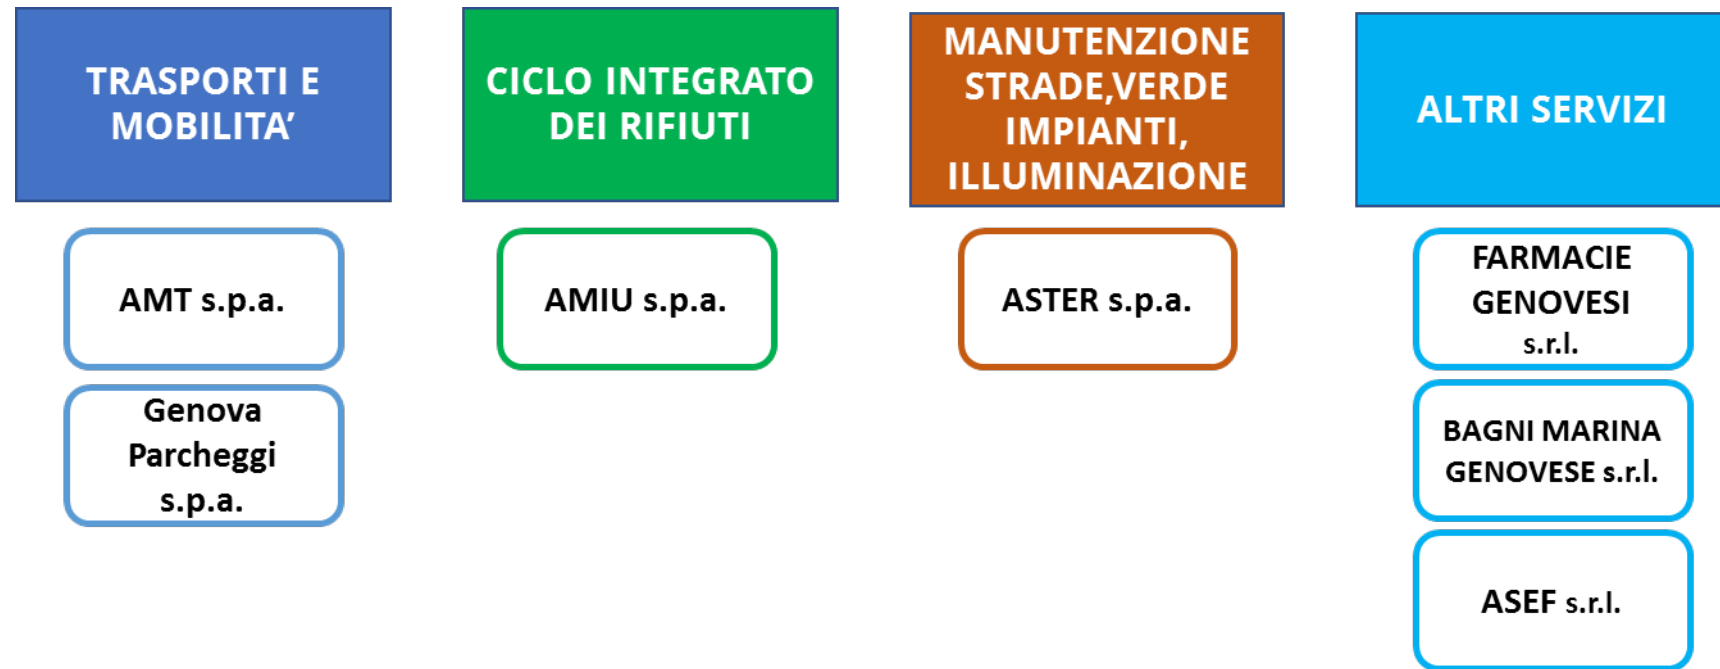 TRASPORTI E
MOBILITA’
CICLO INTEGRATO
DEI RIFIUTI
MANUTENZIONE
STRADE,VERDE
IMPIANTI,
ILLUMINAZIONE
ALTRI SERVIZI
AMT s.p.a.
Genova
Parcheggi
s.p.a.
AMIU s.p.a.
ASTER s.p.a.
FARMACIE
GENOVESI
s.r.l.
BAGNI MARINA
GENOVESE s.r.l.
ASEF s.r.l.